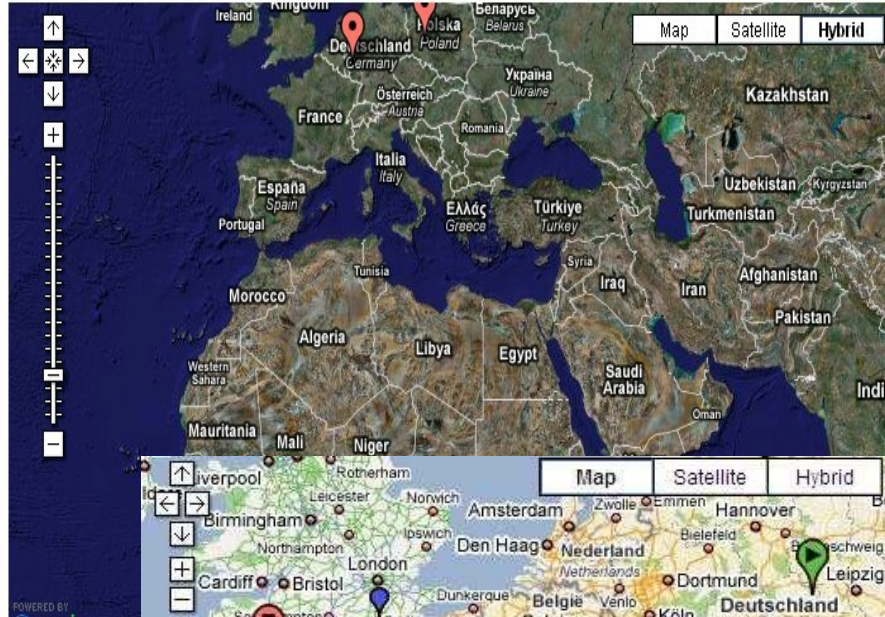 Kingdom
Беларусь
Ireland
Belarus
Polska
Map Satellite Hybrid
Deutschland
Poland
Germany
Україна
Ukraine
Österreich
Austria
Kazakhstan
France
Romania
Italia
Italy
España
Spain
Uzbekistan
Kyrgyzstan
Ελλάς
Greece
Türkiye
Turkey
Turkmenistan
Portugal
Tunisia
Syria
Afghanistan
Morocco
Iraq
Iran
Algeria
Pakistan
Libya
Egypt
Western
Sahara
Saudi
Arabia
Indi
Oman
Mauritania
Mali
Niger
Liverpool
Rotherham
Map Satellite Hybrid
Leicester
Norwich
Amsterdam
Zwolle
Emmen
Hannover
Birmingham
Ipswich
Bielefeld
Northampton
Den Haag
Nederland
Netherlands
London
Leipzig
Cardiff
Bristol
Dortmund
Dunkerque
België
Venlo
Deutschland
POWERED BY
Köln